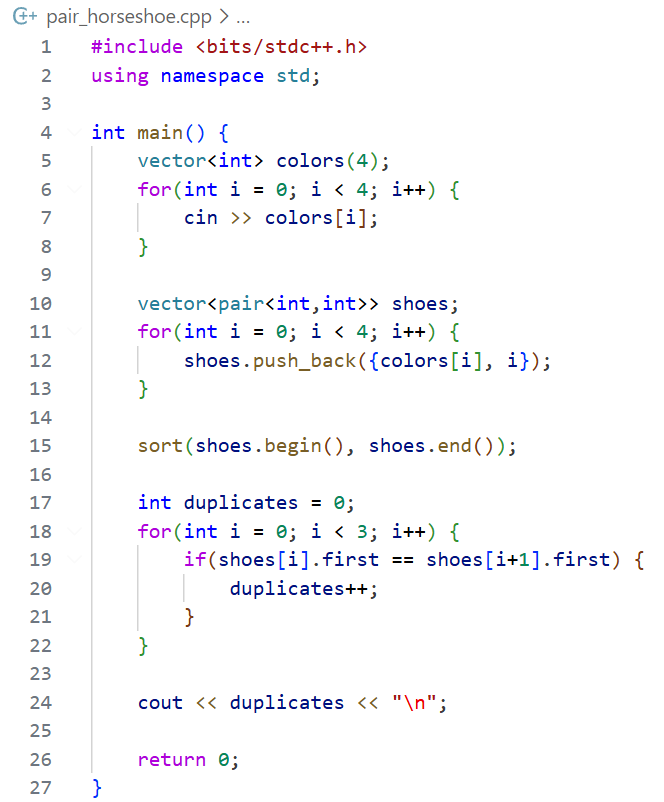 pair_horseshoe.cpp > ...
1 #include <bits/stdc++.h>
2 using namespace std;
3
4 int main() {
5     vector<int> colors(4);
6     for(int i = 0; i < 4; i++) {
7         cin >> colors[i];
8     }
9
10     vector<pair<int,int>> shoes;
11     for(int i = 0; i < 4; i++) {
12         shoes.push_back({colors[i], i});
13     }
14
15     sort(shoes.begin(), shoes.end());
16
17     int duplicates = 0;
18     for(int i = 0; i < 3; i++) {
19         if(shoes[i].first == shoes[i+1].first) {
20             duplicates++;
21         }
22     }
23
24     cout << duplicates << "\n";
25
26     return 0;
27 }